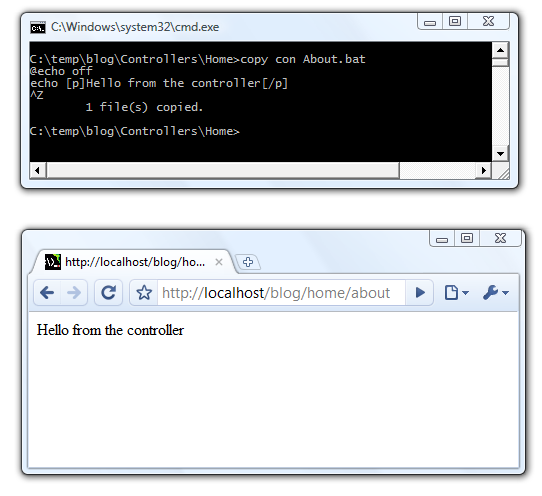 C:\Windows\system32\cmd.exe
C:\temp\blog\Controllers\Home>copy con About.bat
@echo off
echo [p]Hello from the controller[/p]
^Z
        1 file(s) copied.
C:\temp\blog\Controllers\Home>
http://localhost/blog/ho...
http://localhost/blog/home/about
Hello from the controller